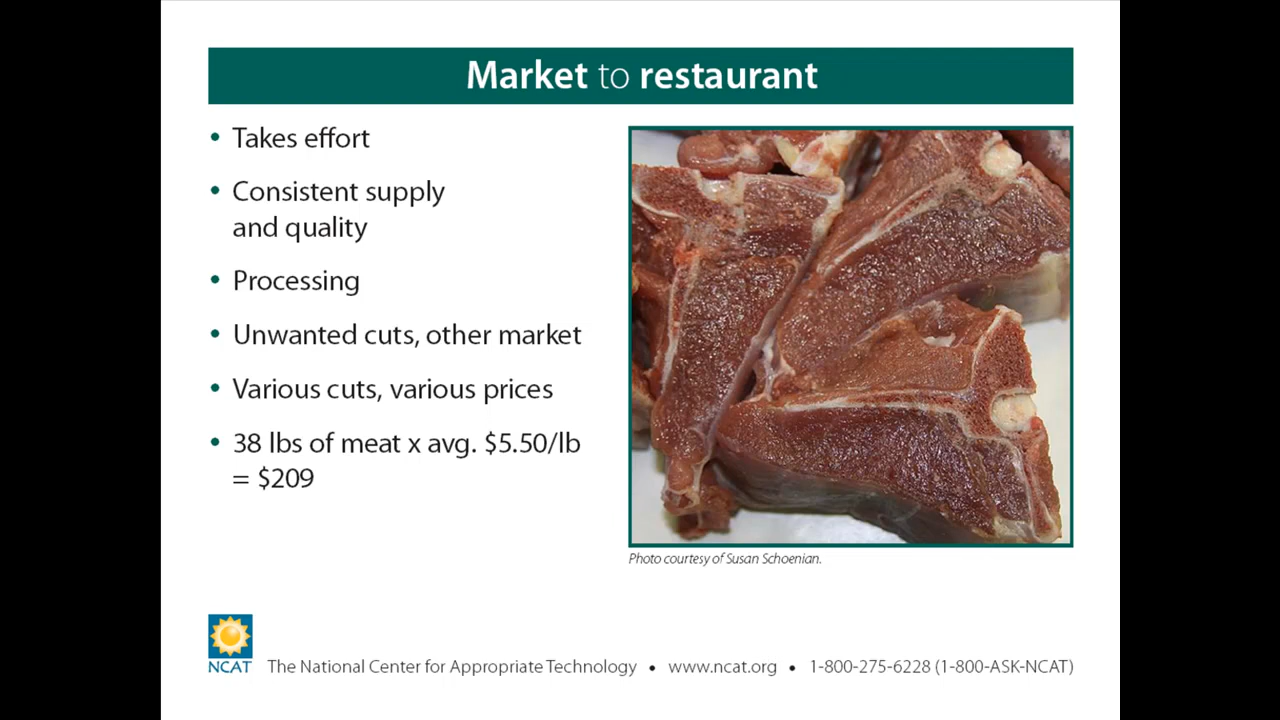 Market to restaurant
• Takes effort
• Consistent supply
and quality
• Processing
• Unwanted cuts, other market
• Various cuts, various prices
• 38 lbs of meat x avg. $5.50/lb
= $209
Photo courtesy of Susan Schoenian.
NCAT
The National Center for Appropriate Technology • www.ncat.org • 1-800-275-6228 (1-800-ASK-NCAT)